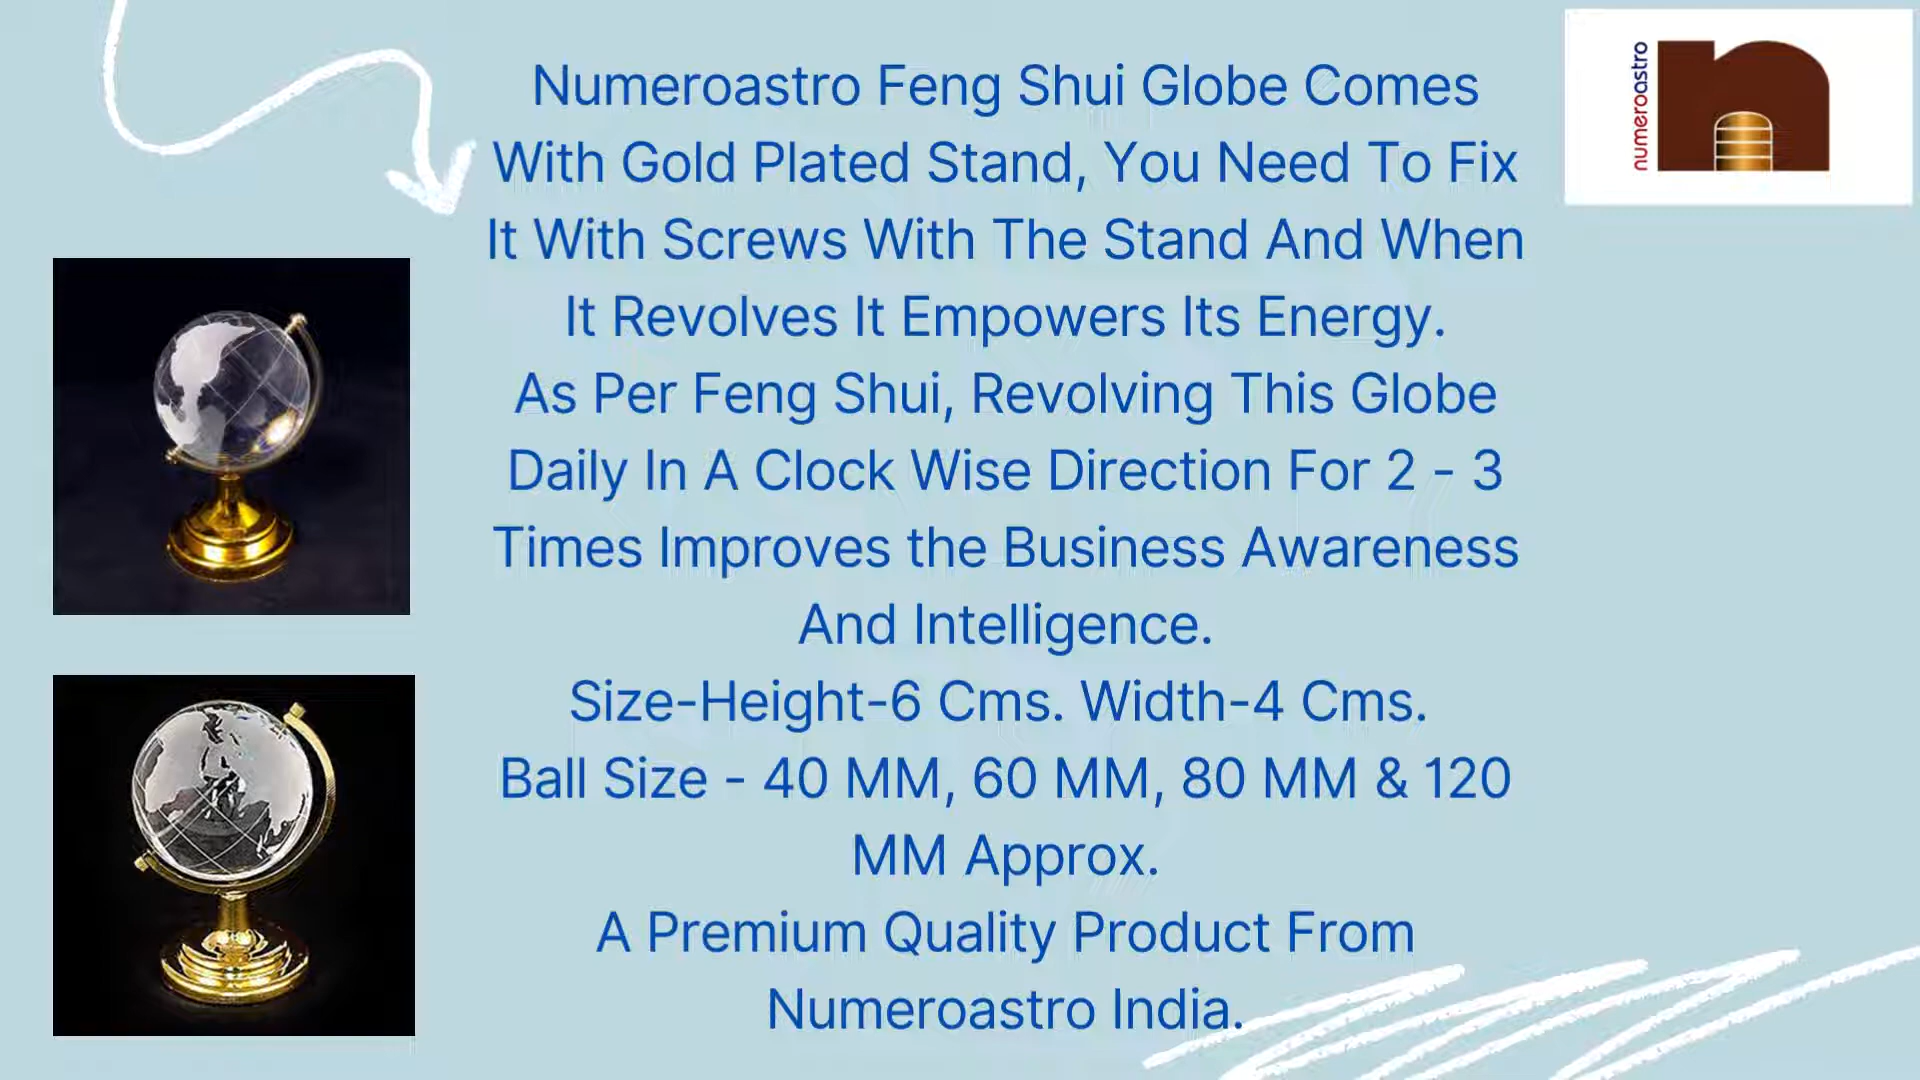 Numeroastro Feng Shui Globe Comes
With Gold Plated Stand, You Need To Fix
It With Screws With The Stand And When
It Revolves It Empowers Its Energy.
As Per Feng Shui, Revolving This Globe
Daily In A Clock Wise Direction For 2 - 3
Times Improves the Business Awareness
And Intelligence.
Size-Height-6 Cms. Width-4 Cms.
Ball Size - 40 MM, 60 MM, 80 MM & 120
MM Approx.
A Premium Quality Product From
Numeroastro India.
numeroastro